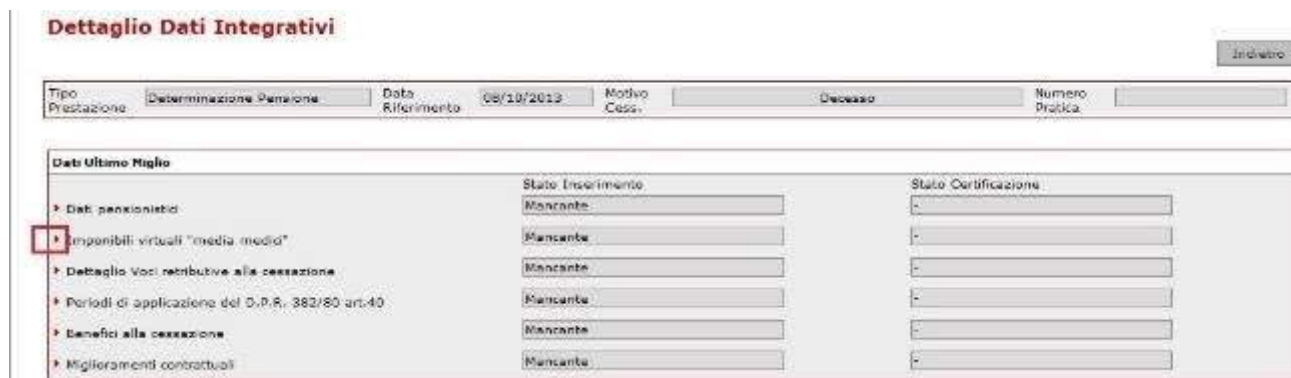 Dettaglio Dati Integrativi
Indietro
Tipo Prestazione Determinazione Pensione Data Riferimento 08/10/2013 Motivo Cess. Decesso Numero Pratica
Dati Ultimo Miglio
Stato Inserimento Stato Certificazione
Dati pensionistici Mancante -
Imponibili virtuali "media medici" Mancante -
Dettaglio Voci retributive alla cessazione Mancante -
Periodi di applicazione del D.P.R. 382/80 art.40 Mancante -
Benefici alla cessazione Mancante -
Miglioramenti contrattuali Mancante -